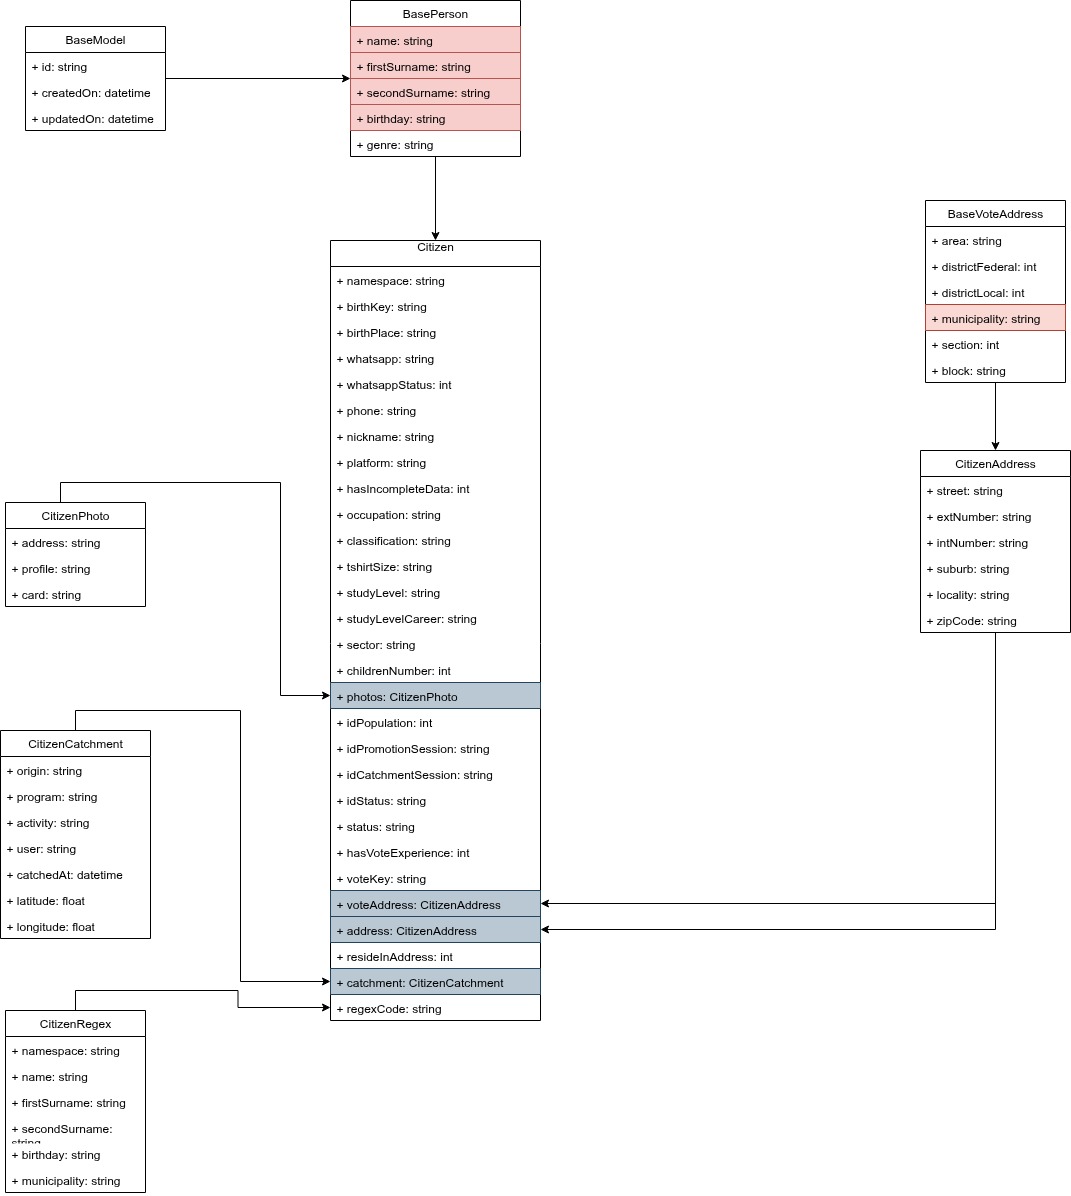 BasePerson
+ name: string
+ firstSurname: string
+ secondSurname: string
+ birthday: string
+ genre: string
BaseModel
+ id: string
+ createdOn: datetime
+ updatedOn: datetime
BaseVoteAddress
+ area: string
+ districtFederal: int
+ districtLocal: int
+ municipality: string
+ section: int
+ block: string
Citizen
+ namespace: string
+ birthKey: string
+ birthPlace: string
+ whatsapp: string
+ whatsappStatus: int
+ phone: string
+ nickname: string
+ platform: string
+ hasIncompleteData: int
+ occupation: string
+ classification: string
+ tshirtSize: string
+ studyLevel: string
+ studyLevelCareer: string
+ sector: string
+ childrenNumber: int
+ photos: CitizenPhoto
+ idPopulation: int
+ idPromotionSession: string
+ idCatchmentSession: string
+ idStatus: string
+ status: string
+ hasVoteExperience: int
+ voteKey: string
+ voteAddress: CitizenAddress
+ address: CitizenAddress
+ resideInAddress: int
+ catchment: CitizenCatchment
+ regexCode: string
CitizenAddress
+ street: string
+ extNumber: string
+ intNumber: string
+ suburb: string
+ locality: string
+ zipCode: string
CitizenPhoto
+ address: string
+ profile: string
+ card: string
CitizenCatchment
+ origin: string
+ program: string
+ activity: string
+ user: string
+ catchedAt: datetime
+ latitude: float
+ longitude: float
CitizenRegex
+ namespace: string
+ name: string
+ firstSurname: string
+ secondSurname:
string
+ birthday: string
+ municipality: string